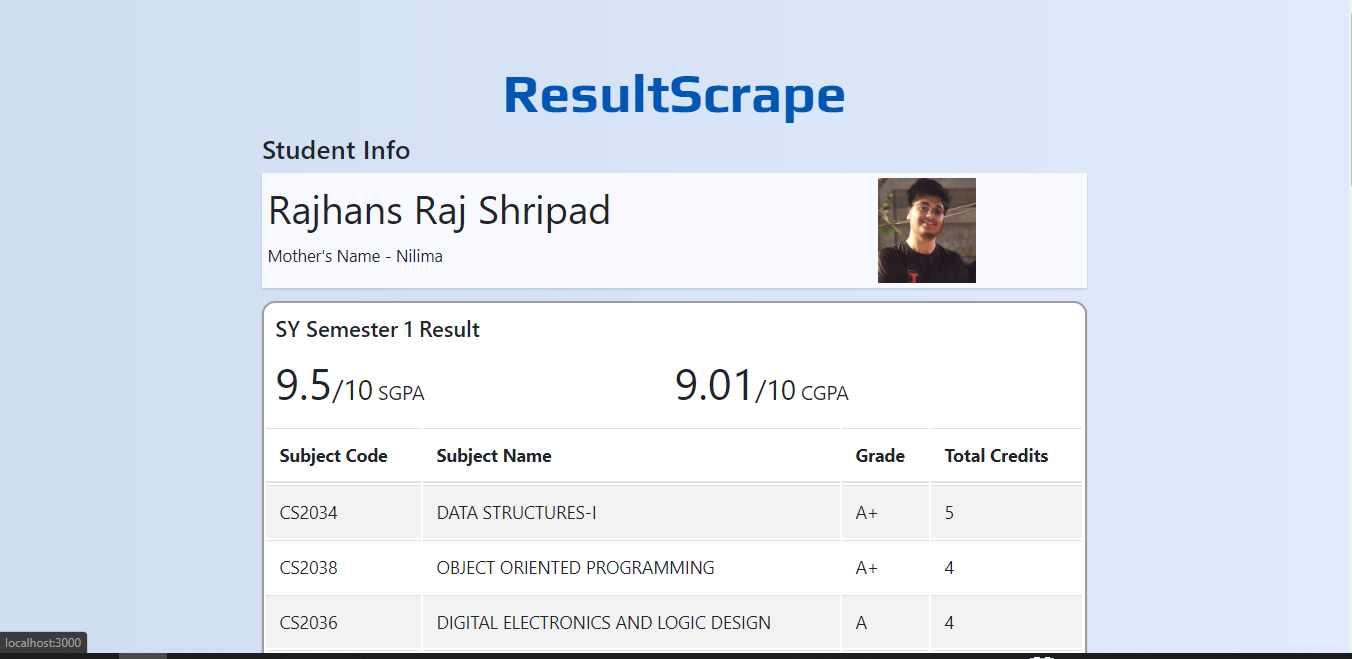 ResultScrape
Student Info
Rajhans Raj Shripad
Mother's Name - Nilima
SY Semester 1 Result
9.5/10 SGPA 9.01/10 CGPA
Subject Code Subject Name Grade Total Credits
CS2034 DATA STRUCTURES-I A+ 5
CS2038 OBJECT ORIENTED PROGRAMMING A+ 4
CS2036 DIGITAL ELECTRONICS AND LOGIC DESIGN A 4
localhost:3000